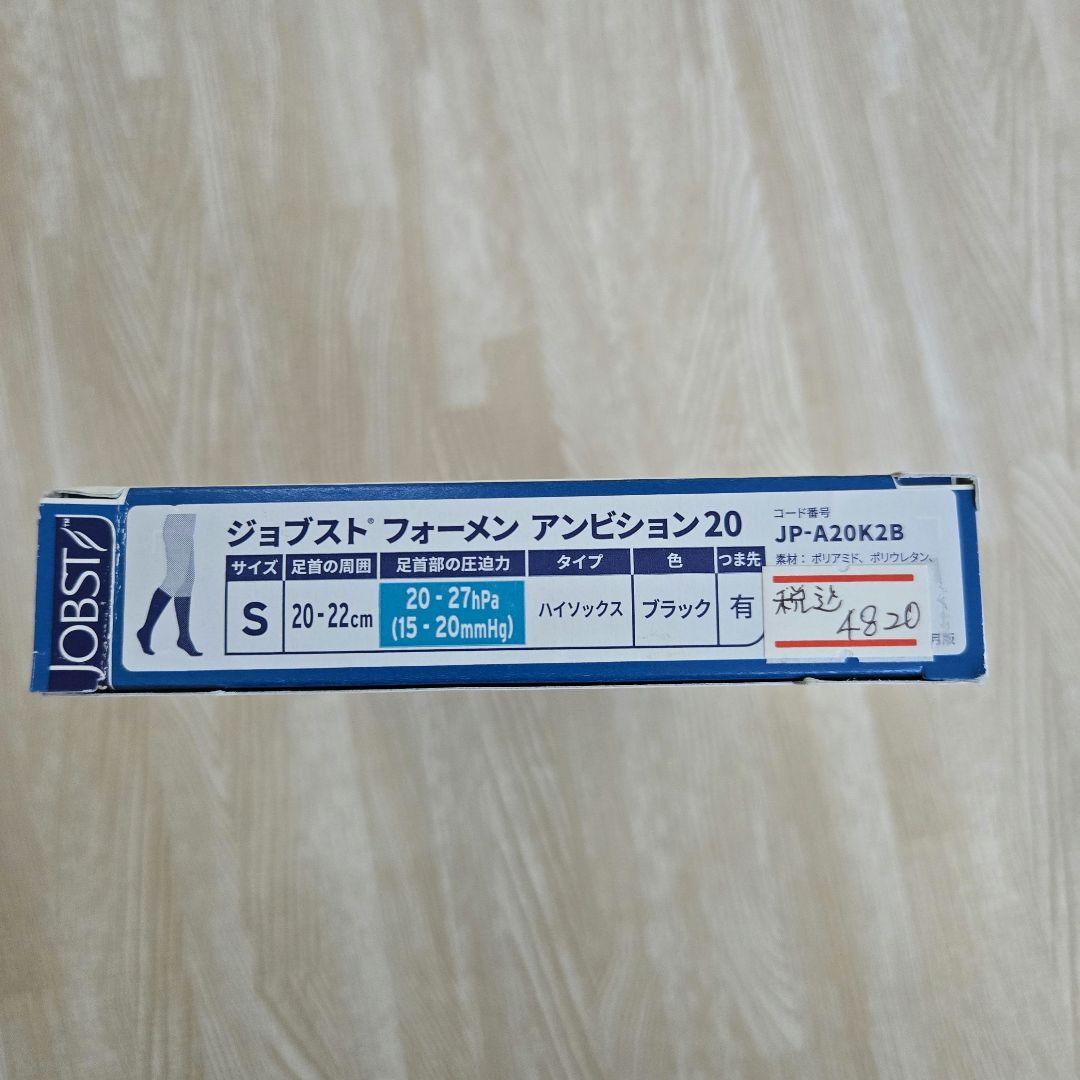 JOBST™
ジョブスト® フォーメン アンビション20
サイズ 足首の周囲 足首部の圧迫力 タイプ 色 つま先
S 20-22cm 20-27hPa (15-20mmHg) ハイソックス ブラック 有
コード番号
JP-A20K2B
素材：ポリアミド、ポリウレタン、
税込
4820
月版